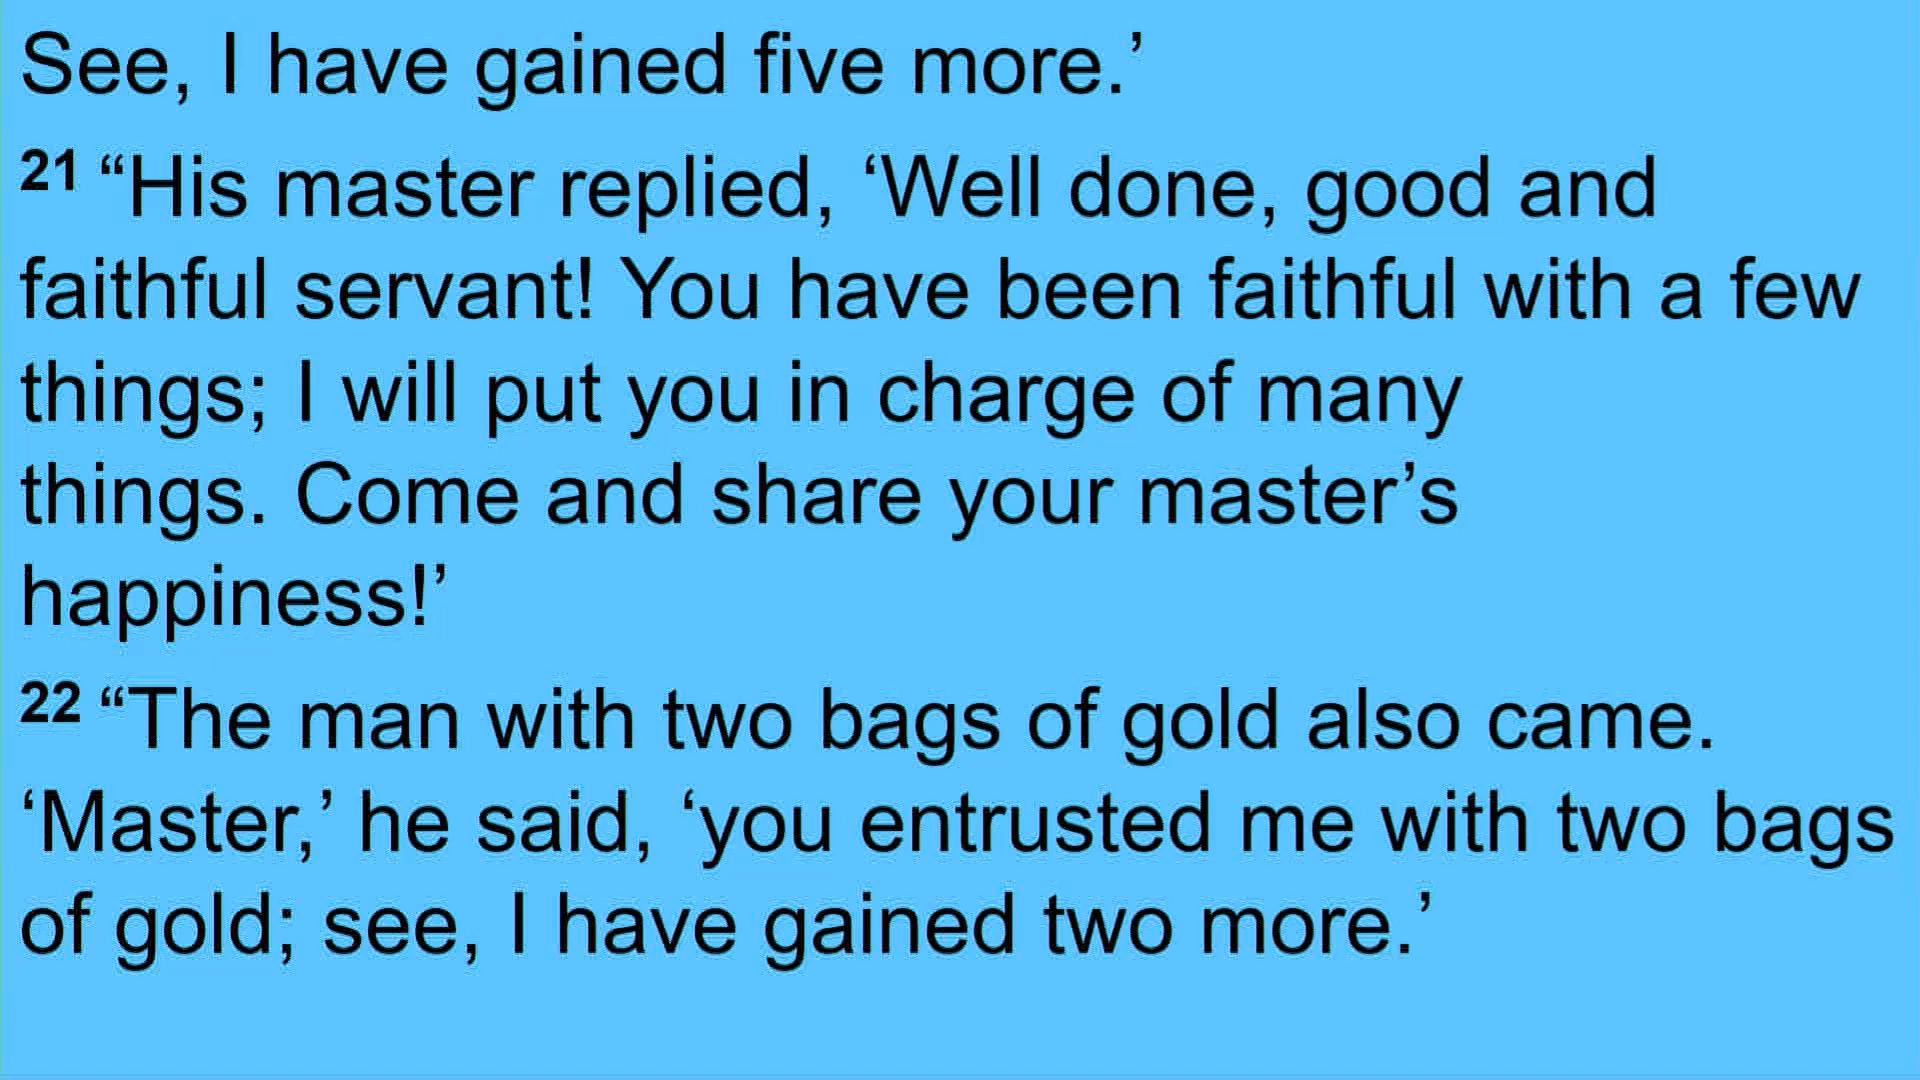 See, I have gained five more.’
21 “His master replied, ‘Well done, good and
faithful servant! You have been faithful with a few
things; I will put you in charge of many
things. Come and share your master’s
happiness!’
22 “The man with two bags of gold also came.
‘Master,’ he said, ‘you entrusted me with two bags
of gold; see, I have gained two more.’